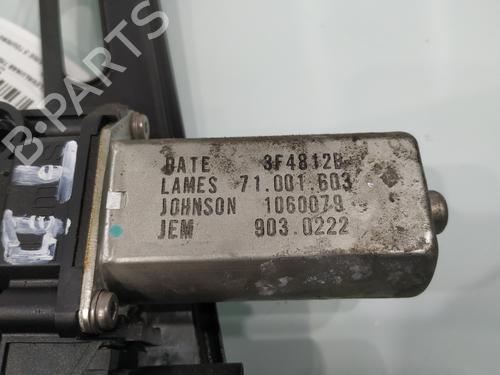 DATE 3F4812B
LAMES 71.001.603
JOHNSON 1060079
JEM 903.0222
B-PARTS